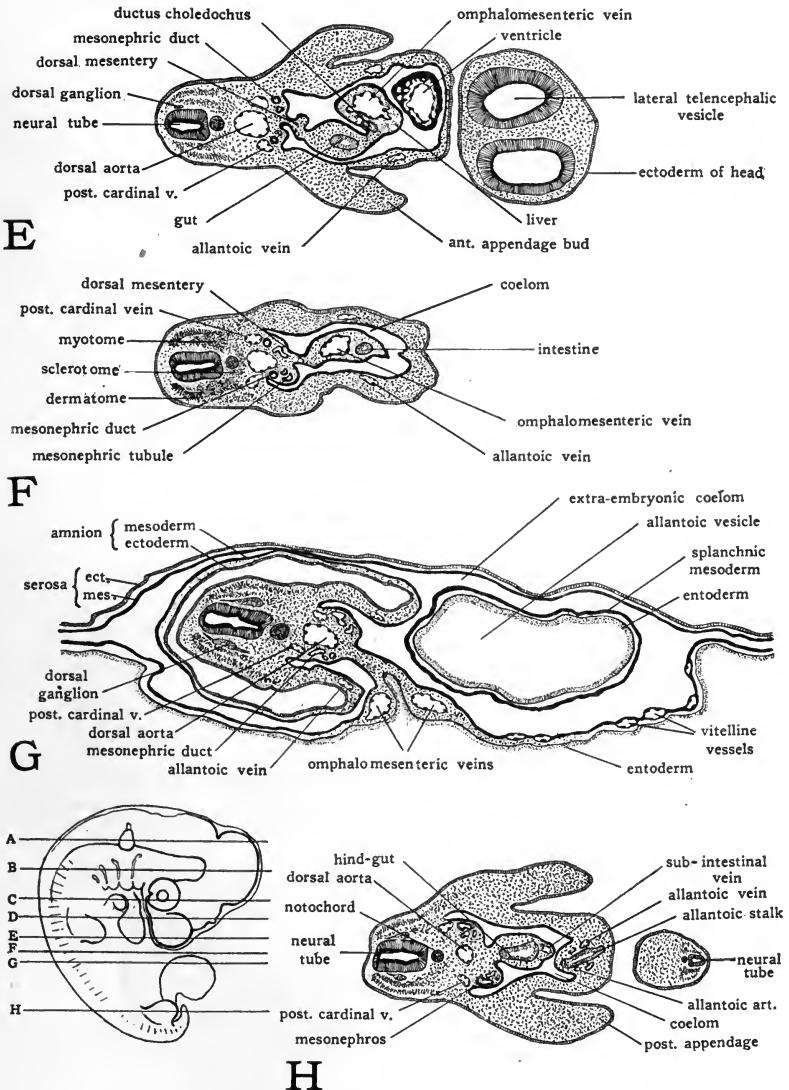 ductus choledochus
mesonephric duct
dorsal mesentery
dorsal ganglion
neural tube
dorsal aorta
post. cardinal v.
gut
allantoic vein
omphalomesenteric vein
ventricle
lateral telencephalic
vesicle
ectoderm of head
liver
ant. appendage bud
E
dorsal mesentery
post. cardinal vein
myotome
sclerotome
dermatome
mesonephric duct
mesonephric tubule
coelom
intestine
omphalomesenteric vein
allantoic vein
F
amnion { mesoderm
ectoderm
serosa { ect.
mes.
extra-embryonic coelom
allantoic vesicle
splanchnic
mesoderm
entoderm
dorsal
ganglion
post. cardinal v.
dorsal aorta
mesonephric duct
allantoic vein
omphalomesenteric veins
vitelline
vessels
entoderm
G
A
B
C
D
E
F
G
H
hind-gut
dorsal aorta
notochord
neural
tube
post. cardinal v.
mesonephros
sub-intestinal
vein
allantoic vein
allantoic stalk
neural
tube
allantoic art.
coelom
post. appendage
H